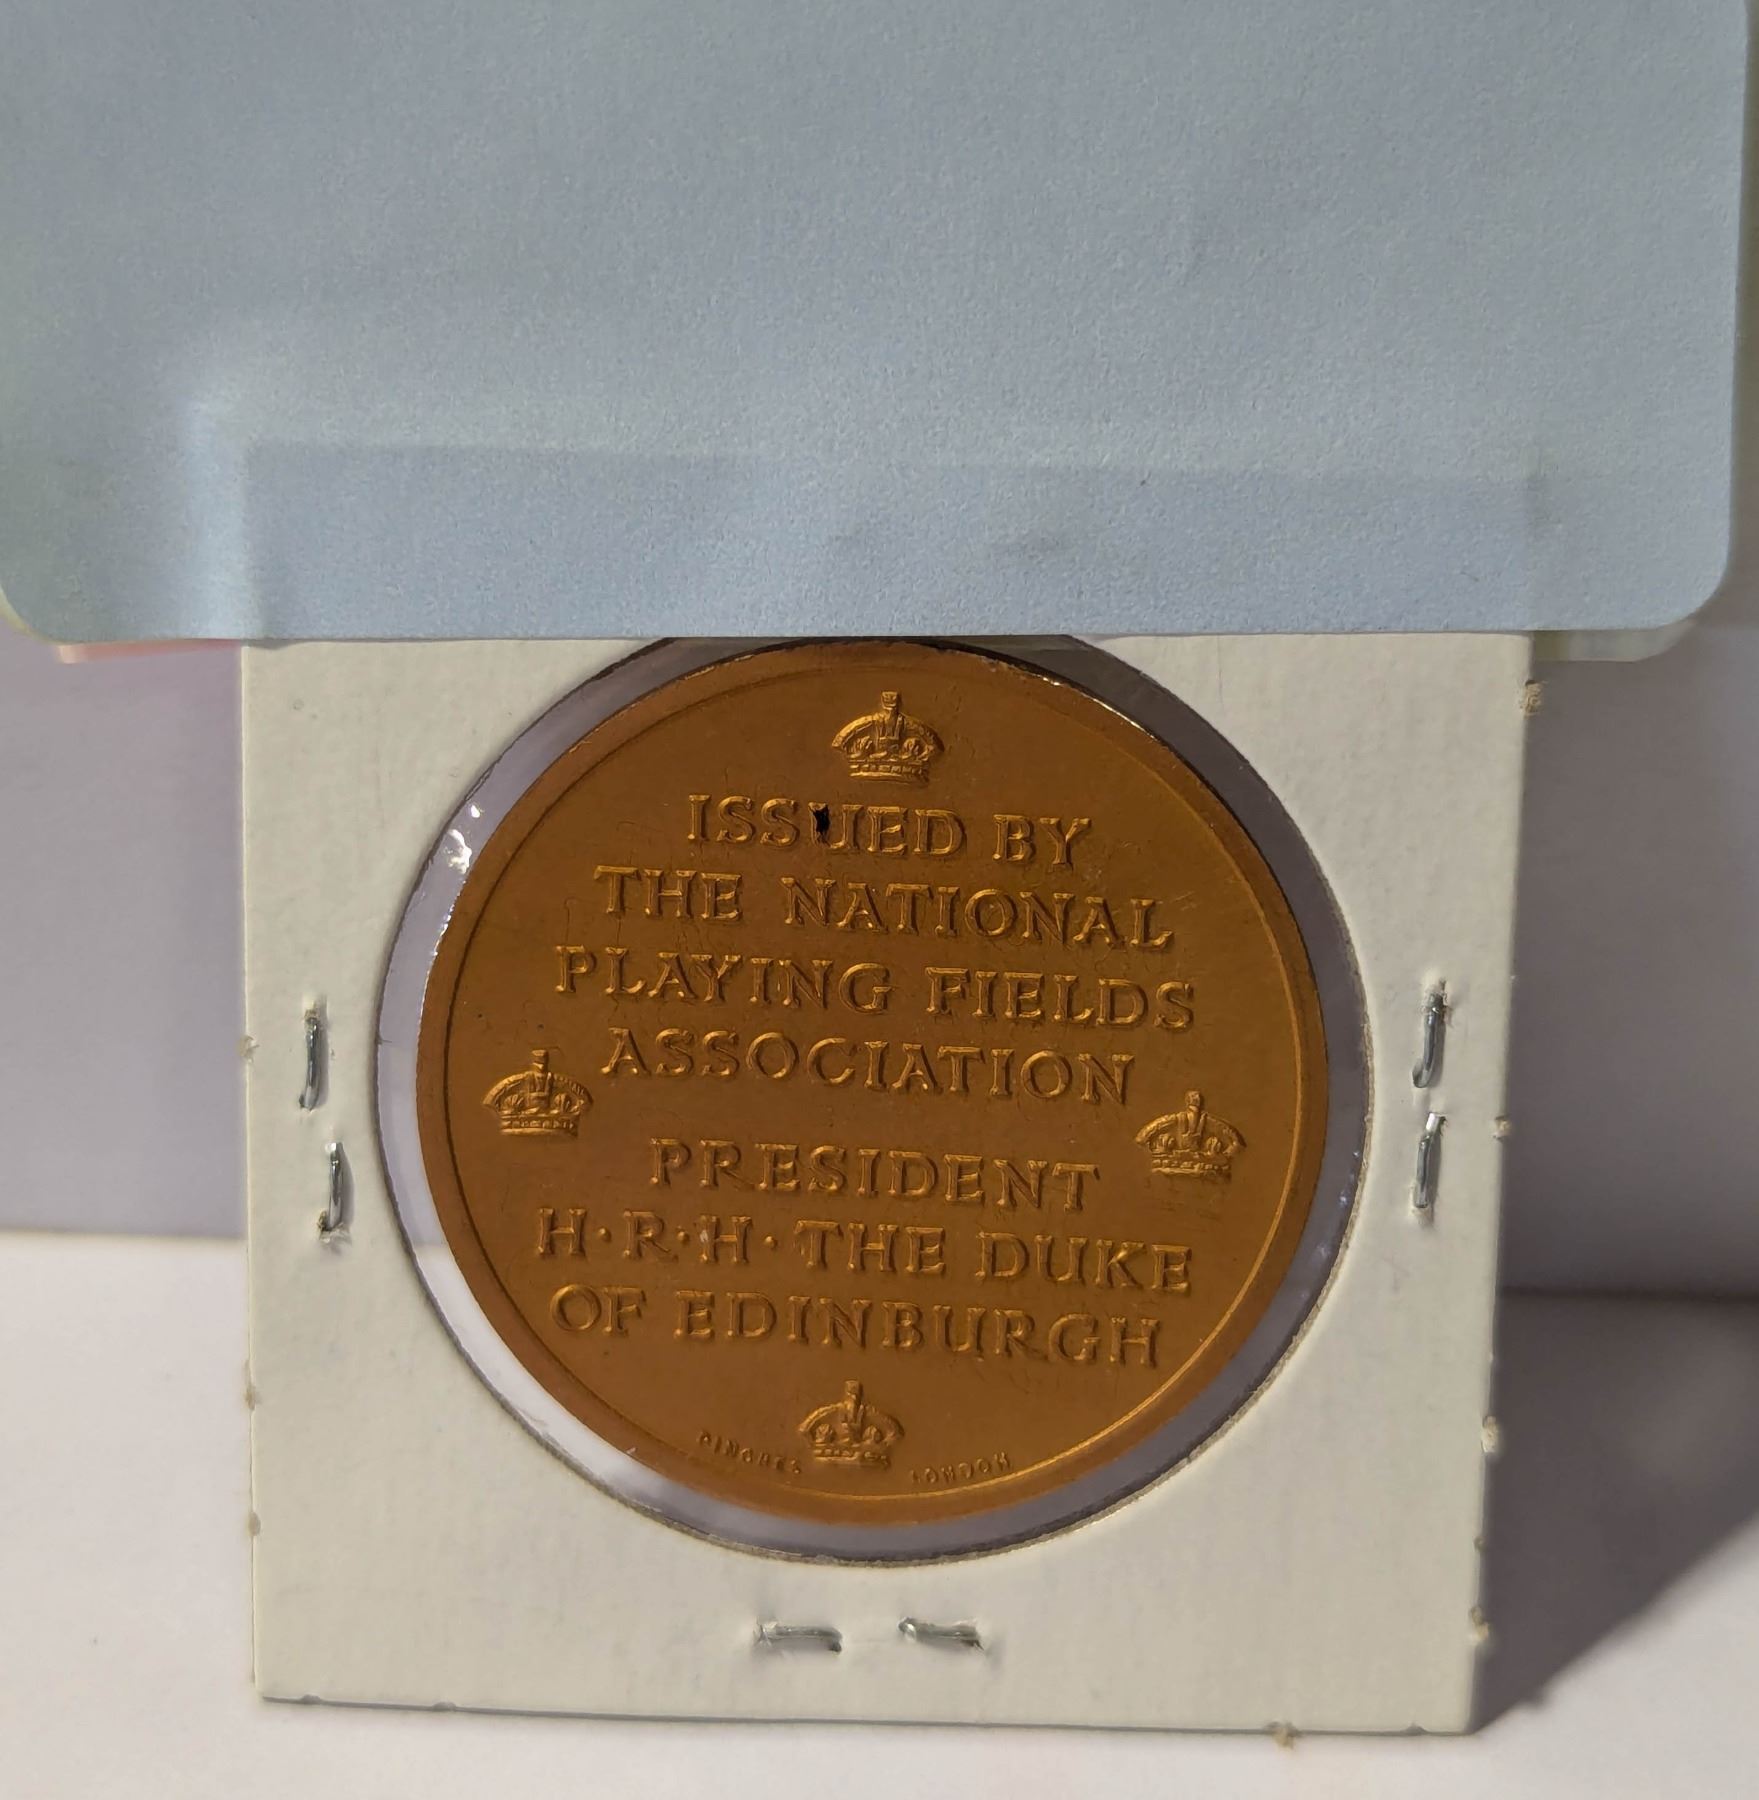 ISSUED BY
THE NATIONAL
PLAYING FIELDS
ASSOCIATION
PRESIDENT
H·R·H·THE DUKE
OF EDINBURGH
PINCHES LONDON